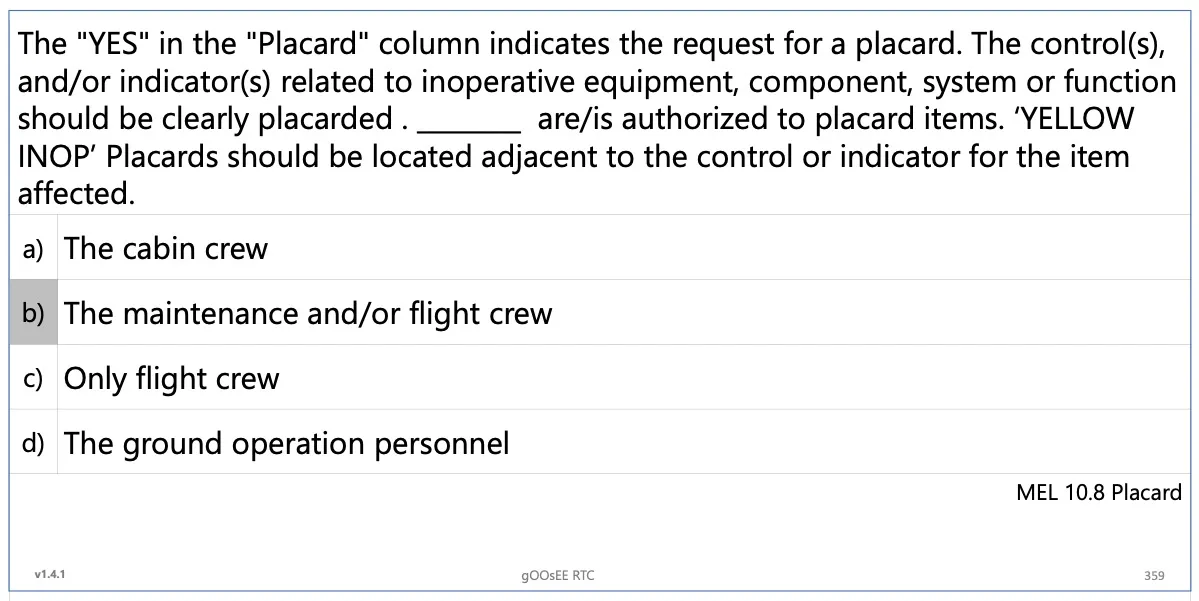 The "YES" in the "Placard" column indicates the request for a placard. The control(s),
and/or indicator(s) related to inoperative equipment, component, system or function
should be clearly placarded . _______ are/is authorized to placard items. ‘YELLOW
INOP’ Placards should be located adjacent to the control or indicator for the item
affected.
a) The cabin crew
b) The maintenance and/or flight crew
c) Only flight crew
d) The ground operation personnel
MEL 10.8 Placard
v1.4.1 gOOsEE RTC 359